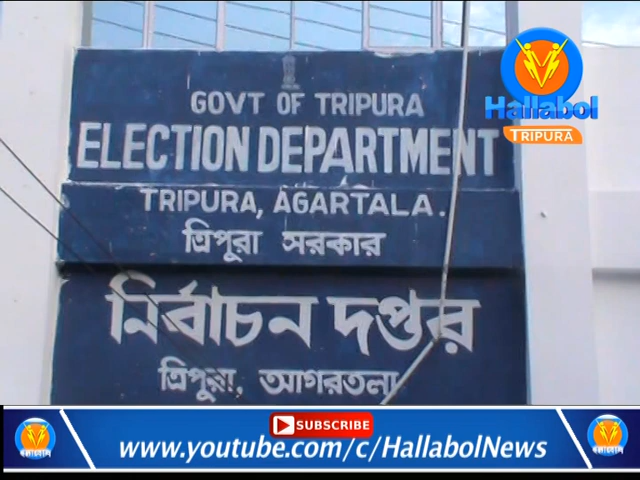 GOVT OF TRIPURA
ELECTION DEPARTMENT
TRIPURA, AGARTALA.
ত্রিপুরা সরকার
নির্বাচন দপ্তর
ত্রিপুরা, আগরতলা
Hallabol
TRIPURA
SUBSCRIBE
www.youtube.com/c/HallabolNews